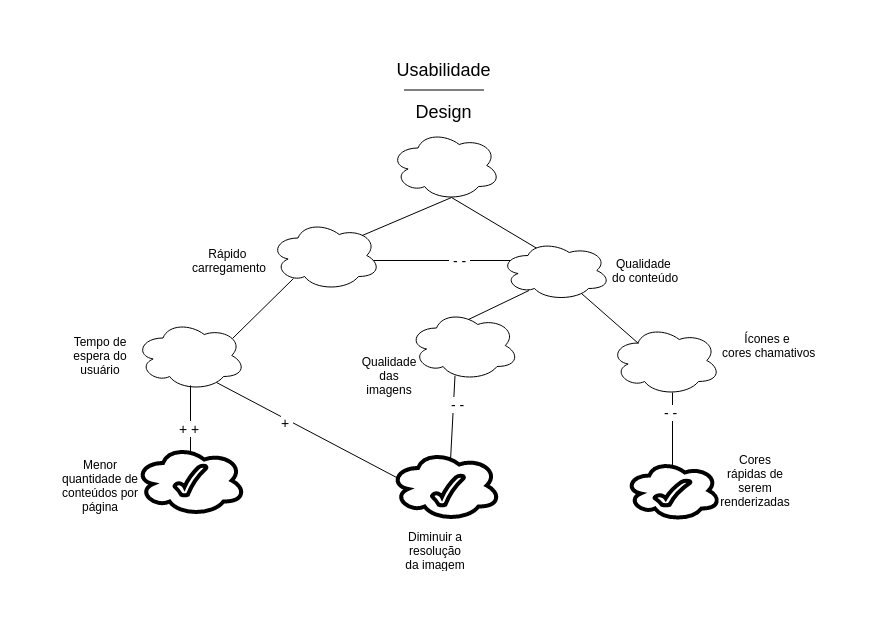 Usabilidade
Design
Rápido
carregamento
- -
Qualidade
do conteúdo
Tempo de
espera do
usuário
Qualidade
das
imagens
Ícones e
cores chamativos
+ +
+
- -
- -
Menor
quantidade de
conteúdos por
página
Cores
rápidas de
serem
renderizadas
Diminuir a
resolução
da imagem